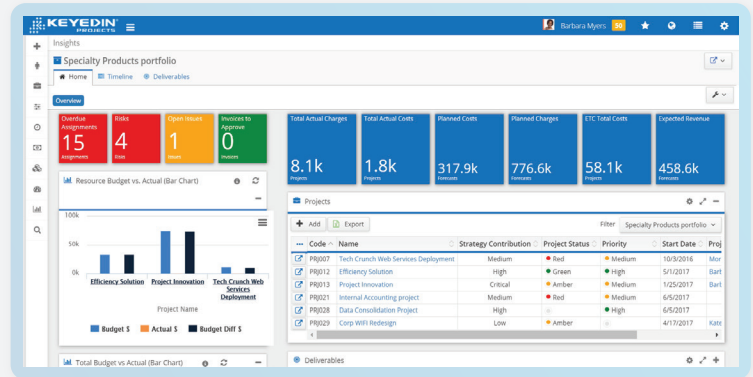 KEYEDIN
PROJECTS
Barbara Myers 50
Insights
Specialty Products portfolio
Home Timeline Deliverables
Overview
Overdue Assignments
15
Assignments
Risks
4
Risks
Open Issues
1
Issues
Invoices to Approve
0
Invoices
Total Actual Charges
8.1k
Projects
Total Actual Costs
1.8k
Projects
Planned Costs
317.9k
Forecasts
Planned Charges
776.6k
Forecasts
ETC Total Costs
58.1k
Projects
Expected Revenue
458.6k
Forecasts
Resource Budget vs. Actual (Bar Chart)
100k
50k
0k
Efficiency Solution Project Innovation Tech Crunch Web Services Deployment
Project Name
Budget $ Actual $ Budget Diff $
Total Budget vs Actual (Bar Chart)
Projects
Add Export Filter Specialty Products portfolio
Code Name Strategy Contribution Project Status Priority Start Date Proj
PRJ007 Tech Crunch Web Services Deployment Medium Red Medium 10/3/2016 Mor
PRJ012 Efficiency Solution High Green High 5/1/2017 Barb
PRJ013 Project Innovation Critical Amber Medium 1/25/2017 Barb
PRJ021 Internal Accounting project Medium Red Medium 6/5/2017
PRJ028 Data Consolidation Project High High 6/5/2017
PRJ029 Corp WIFI Redesign Low Amber 4/17/2017 Kate
Deliverables